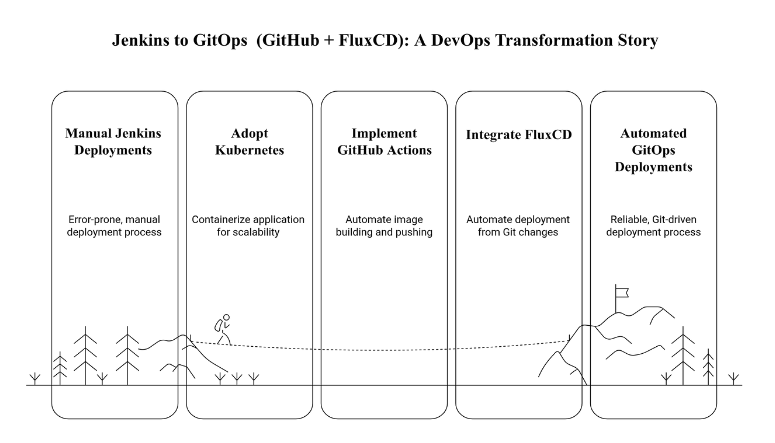 Jenkins to GitOps (GitHub + FluxCD): A DevOps Transformation Story
Manual Jenkins
Deployments
Error-prone, manual
deployment process
Adopt
Kubernetes
Containerize application
for scalability
Implement
GitHub Actions
Automate image
building and pushing
Integrate FluxCD
Automate deployment
from Git changes
Automated
GitOps
Deployments
Reliable, Git-driven
deployment process